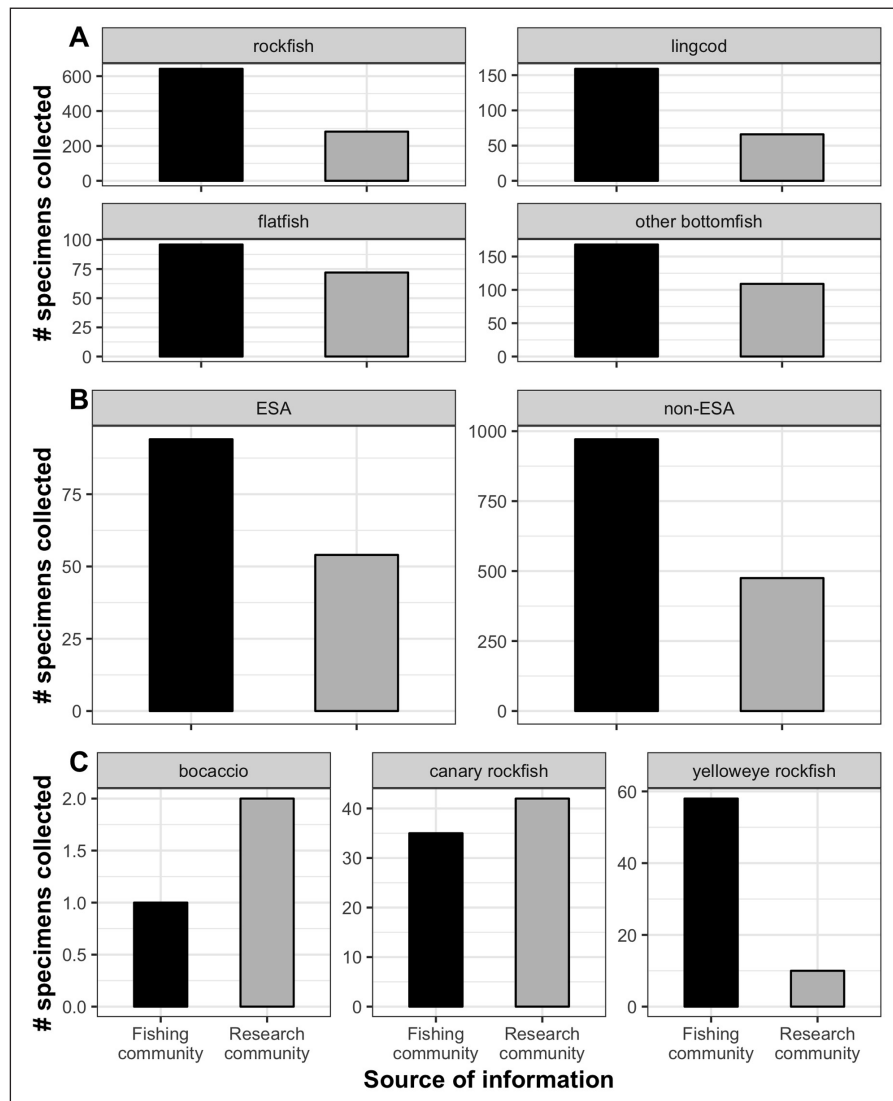 A
rockfish
lingcod
# specimens collected
600
400
200
0
150
100
50
0
flatfish
other bottomfish
100
75
50
25
0
150
100
50
0
B
ESA
non-ESA
# specimens collected
75
50
25
0
1000
750
500
250
0
C
bocaccio
canary rockfish
yelloweye rockfish
# specimens collected
2.0
1.5
1.0
0.5
0.0
40
30
20
10
0
60
40
20
0
Fishing community
Research community
Fishing community
Research community
Fishing community
Research community
Source of information